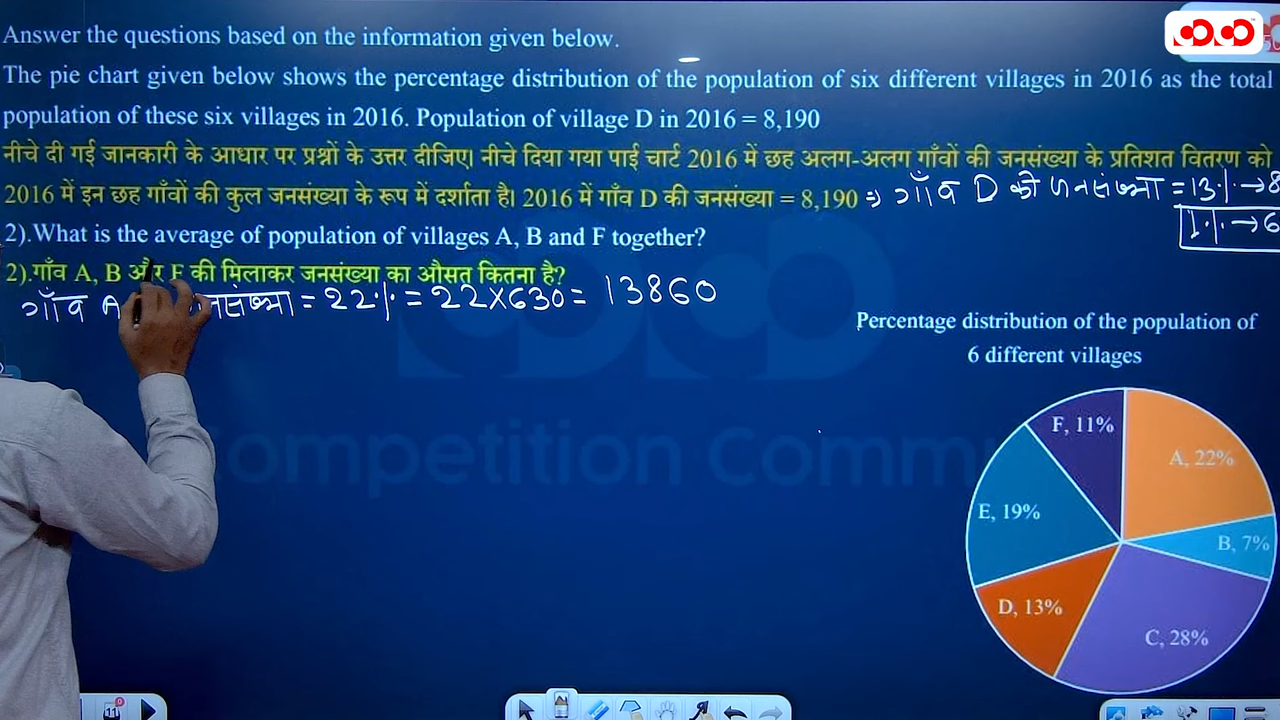 Answer the questions based on the information given below.
The pie chart given below shows the percentage distribution of the population of six different villages in 2016 as the total
population of these six villages in 2016. Population of village D in 2016 = 8,190
नीचे दी गई जानकारी के आधार पर प्रश्नों के उत्तर दीजिए। नीचे दिया गया पाई चार्ट 2016 में छह अलग-अलग गाँवों की जनसंख्या के प्रतिशत वितरण को
2016 में इन छह गाँवों की कुल जनसंख्या के रूप में दर्शाता है। 2016 में गाँव D की जनसंख्या = 8,190 ⇒ गाँव D की जनसंख्या = 13% → 8
1% → 6
2).What is the average of population of villages A, B and F together?
2).गाँव A, B और F की मिलाकर जनसंख्या का औसत कितना है?
गाँव A = 22% = 22×630 = 13860
Percentage distribution of the population of
6 different villages
F, 11%
A, 22%
E, 19%
B, 7%
D, 13%
C, 28%
Competition Comm